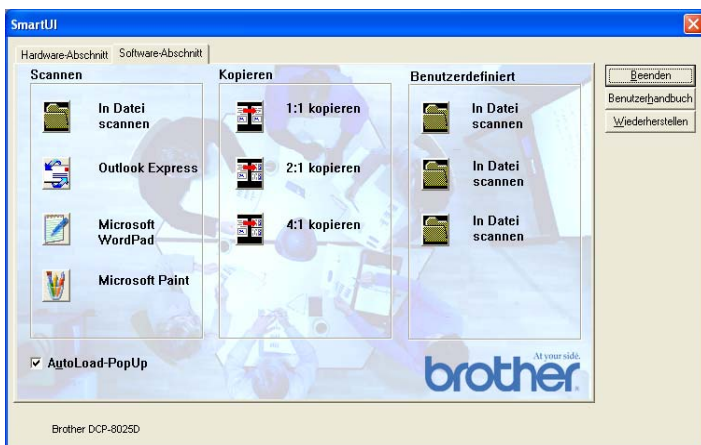 SmartUI
Hardware-Abschnitt Software-Abschnitt
Scannen
In Datei
scannen
Outlook Express
Microsoft
WordPad
Microsoft Paint
Kopieren
1:1 kopieren
2:1 kopieren
4:1 kopieren
Benutzerdefiniert
In Datei
scannen
In Datei
scannen
In Datei
scannen
Beenden
Benutzerhandbuch
Wiederherstellen
AutoLoad-PopUp
At your side.
brother
Brother DCP-8025D